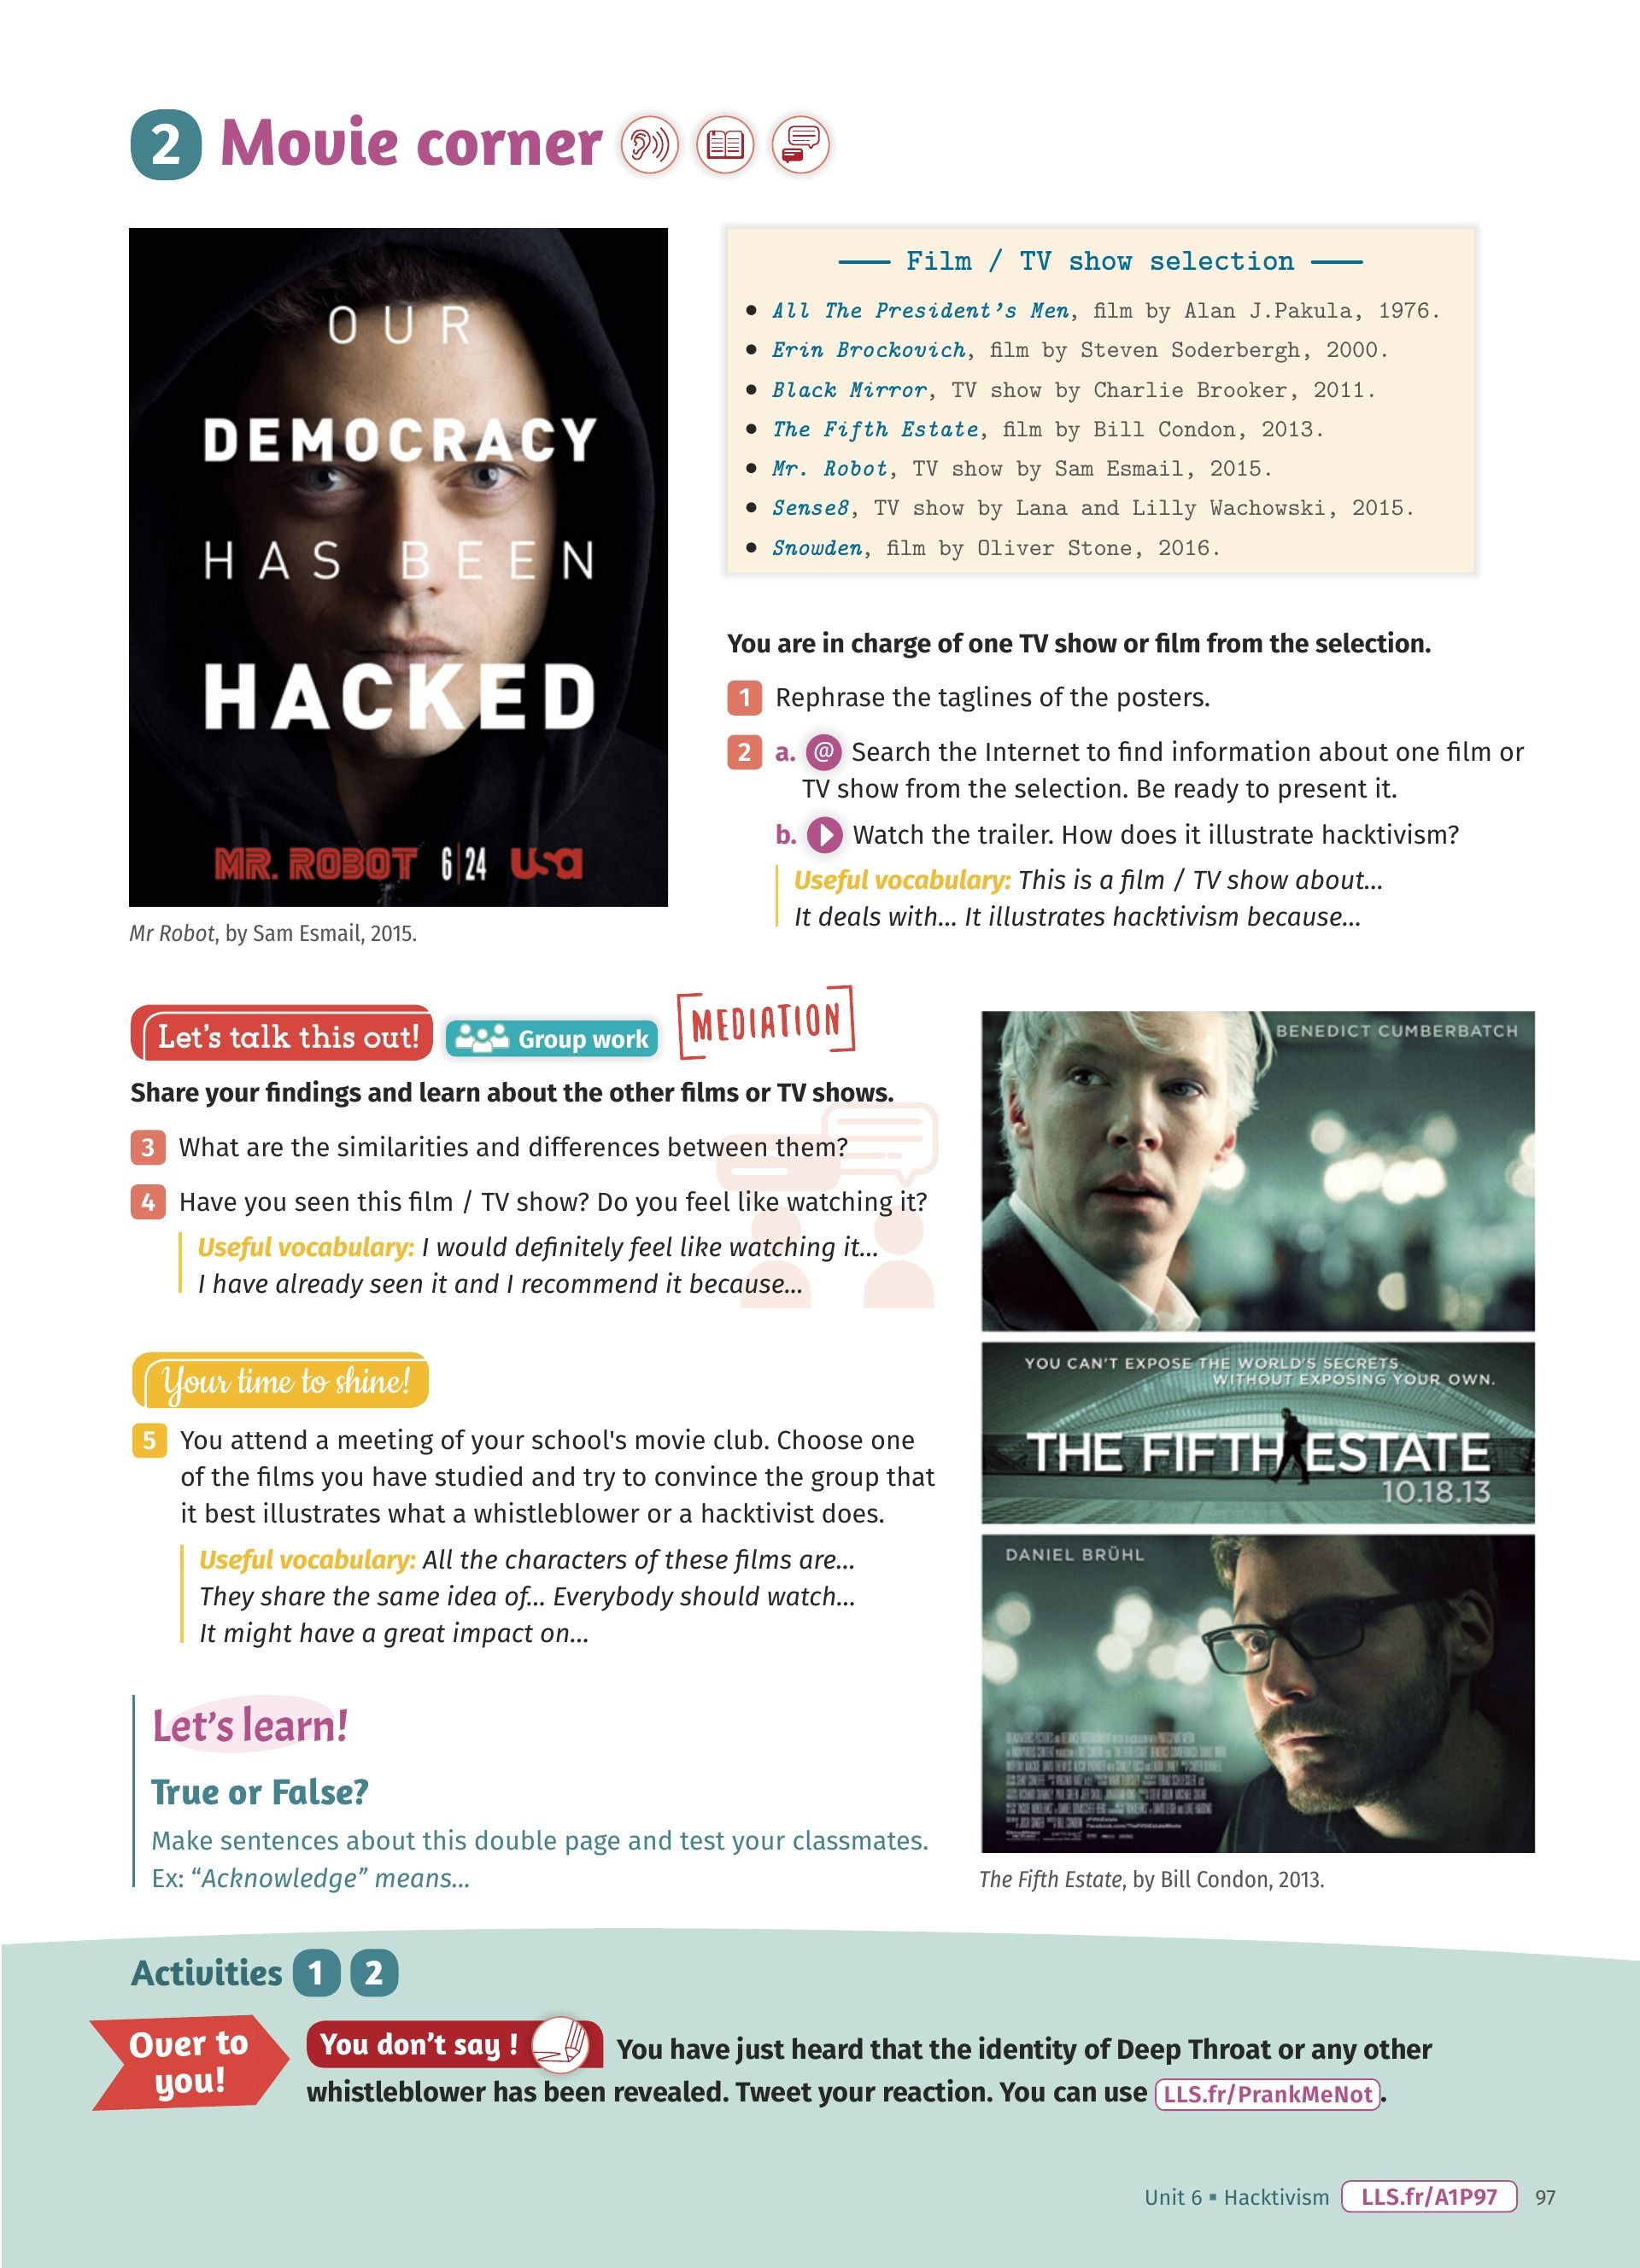 2 Movie corner
OUR
DEMOCRACY
HAS BEEN
HACKED
MR. ROBOT 6|24 USA
Mr Robot, by Sam Esmail, 2015.
Film / TV show selection
• All The President's Men, film by Alan J.Pakula, 1976.
• Erin Brockovich, film by Steven Soderbergh, 2000.
• Black Mirror, TV show by Charlie Brooker, 2011.
• The Fifth Estate, film by Bill Condon, 2013.
• Mr. Robot, TV show by Sam Esmail, 2015.
• Sense8, TV show by Lana and Lilly Wachowski, 2015.
• Snowden, film by Oliver Stone, 2016.
You are in charge of one TV show or film from the selection.
1 Rephrase the taglines of the posters.
2 a. @ Search the Internet to find information about one film or
TV show from the selection. Be ready to present it.
b. Watch the trailer. How does it illustrate hacktivism?
Useful vocabulary: This is a film / TV show about...
It deals with... It illustrates hacktivism because...
Let's talk this out! Group work MEDIATION
Share your findings and learn about the other films or TV shows.
3 What are the similarities and differences between them?
4 Have you seen this film / TV show? Do you feel like watching it?
Useful vocabulary: I would definitely feel like watching it...
I have already seen it and I recommend it because...
Your time to shine!
5 You attend a meeting of your school's movie club. Choose one
of the films you have studied and try to convince the group that
it best illustrates what a whistleblower or a hacktivist does.
Useful vocabulary: All the characters of these films are...
They share the same idea of... Everybody should watch...
It might have a great impact on...
Let's learn!
True or False?
Make sentences about this double page and test your classmates.
Ex: “Acknowledge” means...
BENEDICT CUMBERBATCH
YOU CAN'T EXPOSE THE WORLD'S SECRETS
WITHOUT EXPOSING YOUR OWN.
THE FIFTH ESTATE
10.18.13
DANIEL BRÜHL
The Fifth Estate, by Bill Condon, 2013.
Activities 1 2
Over to
you!
You don't say ! You have just heard that the identity of Deep Throat or any other
whistleblower has been revealed. Tweet your reaction. You can use LLS.fr/PrankMeNot.
Unit 6 ▪ Hacktivism LLS.fr/A1P97 97